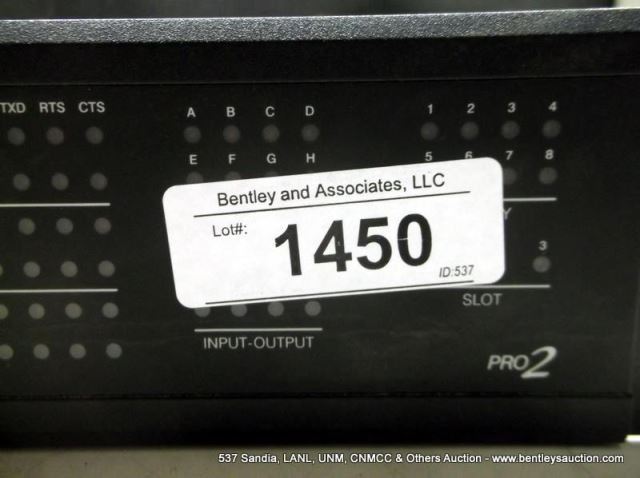 TXD RTS CTS
A B C D
1 2 3 4
E F G H
5 6 7 8
Bentley and Associates, LLC
Lot#:
1450
ID:537
Y
3
SLOT
INPUT-OUTPUT
PRO2
537 Sandia, LANL, UNM, CNMCC & Others Auction - www.bentleysauction.com